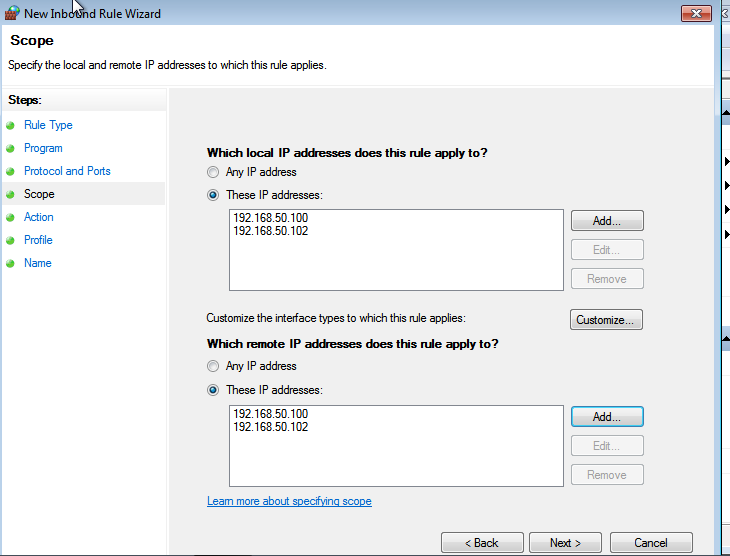 New Inbound Rule Wizard
Scope
Specify the local and remote IP addresses to which this rule applies.
Steps:
Rule Type
Program
Protocol and Ports
Scope
Action
Profile
Name
Which local IP addresses does this rule apply to?
Any IP address
These IP addresses:
192.168.50.100
192.168.50.102
Add...
Edit...
Remove
Customize the interface types to which this rule applies:
Customize...
Which remote IP addresses does this rule apply to?
Any IP address
These IP addresses:
192.168.50.100
192.168.50.102
Add...
Edit...
Remove
Learn more about specifying scope
< Back
Next >
Cancel